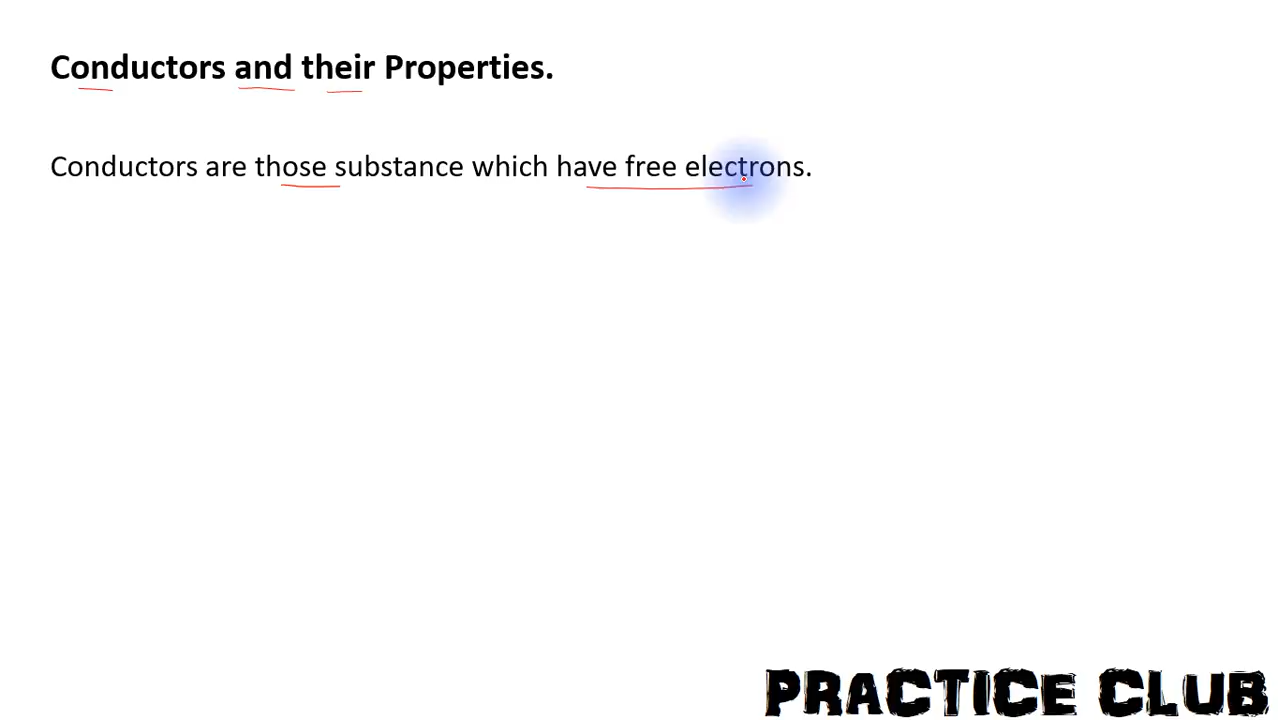 Conductors and their Properties.
Conductors are those substance which have free electrons.
PRACTICE CLUB